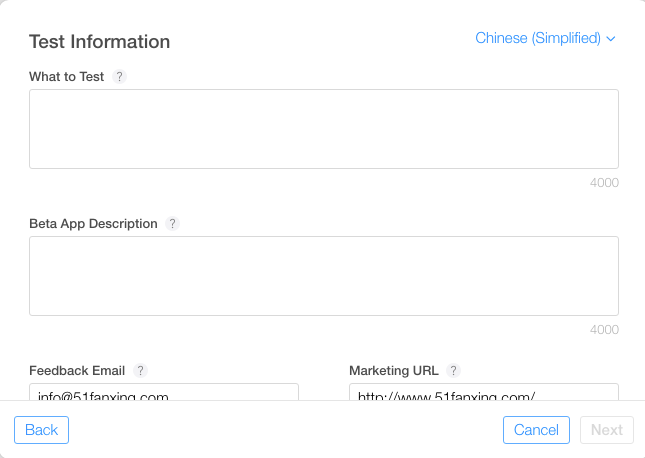 Test Information
Chinese (Simplified)
What to Test ?
4000
Beta App Description ?
4000
Feedback Email ?
Marketing URL ?
info@51fanxing.com
http://www.51fanxing.com/
Back
Cancel
Next